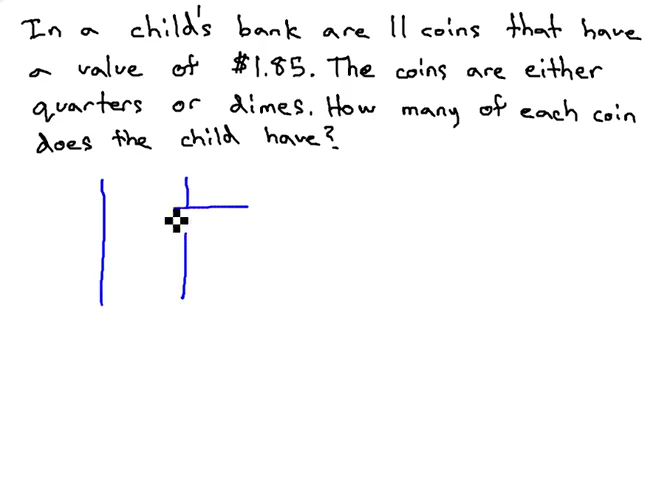 In a child's bank are 11 coins that have
a value of $1.85. The coins are either
quarters or dimes. How many of each coin
does the child have?